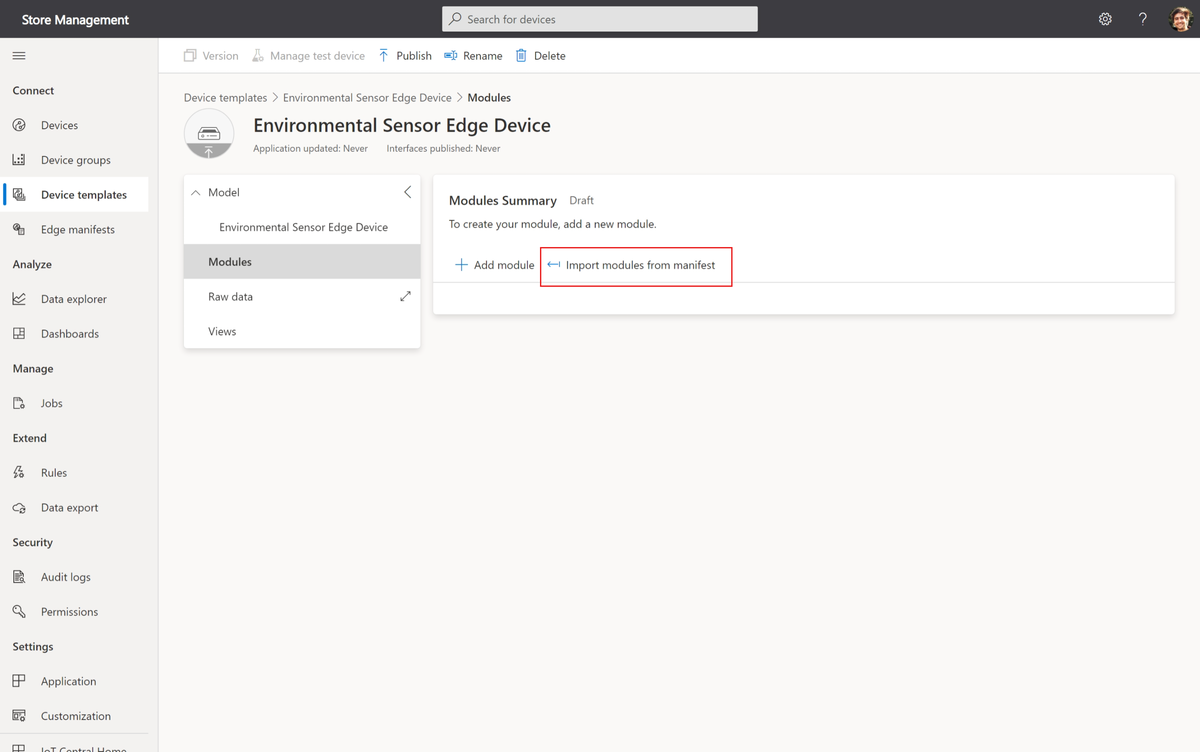 Store Management
Search for devices
?
Version
Manage test device
Publish
Rename
Delete
Connect
Devices
Device groups
Device templates
Edge manifests
Analyze
Data explorer
Dashboards
Manage
Jobs
Extend
Rules
Data export
Security
Audit logs
Permissions
Settings
Application
Customization
IoT Central Home
Device templates > Environmental Sensor Edge Device > Modules
Environmental Sensor Edge Device
Application updated: Never Interfaces published: Never
Model
Environmental Sensor Edge Device
Modules
Raw data
Views
Modules Summary Draft
To create your module, add a new module.
Add module
Import modules from manifest